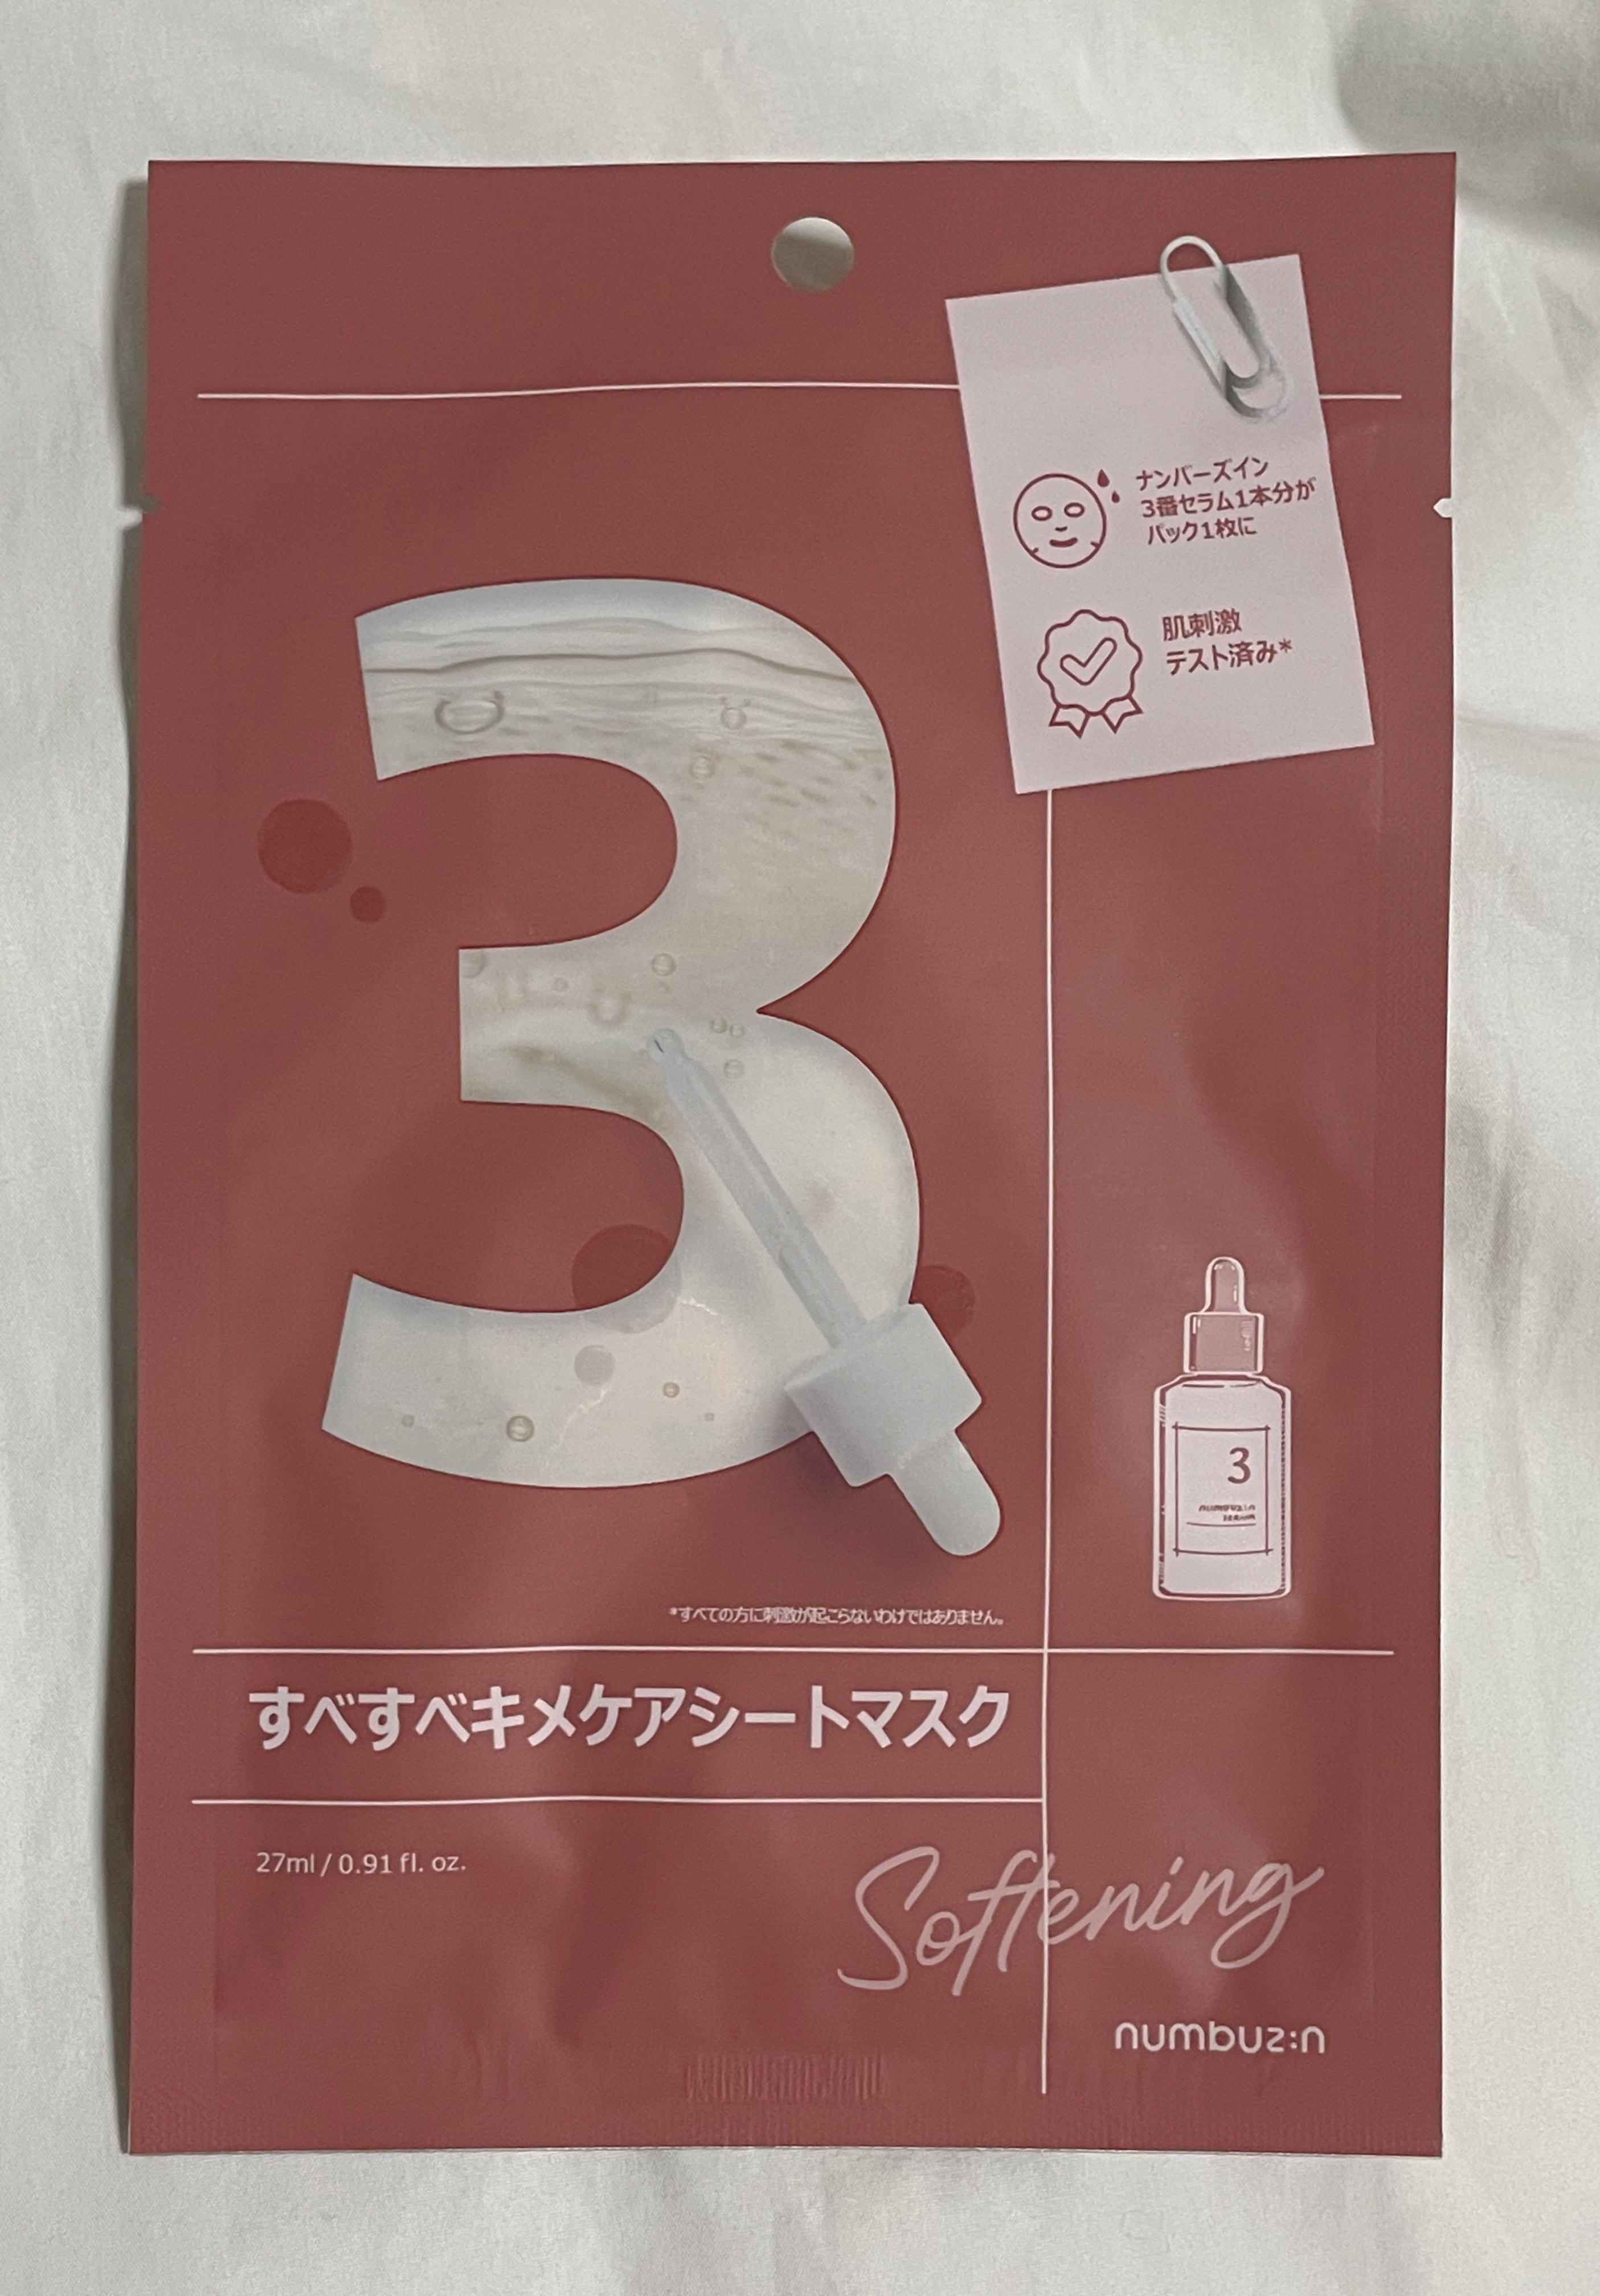 ナンバーズイン
3番セラム1本分が
パック1枚に
肌刺激
テスト済み*
3
3
numbuz:n
*すべての方に刺激が起こらないわけではありません。
すべすべキメケアシートマスク
27ml / 0.91 fl. oz.
Softening
numbuz:n